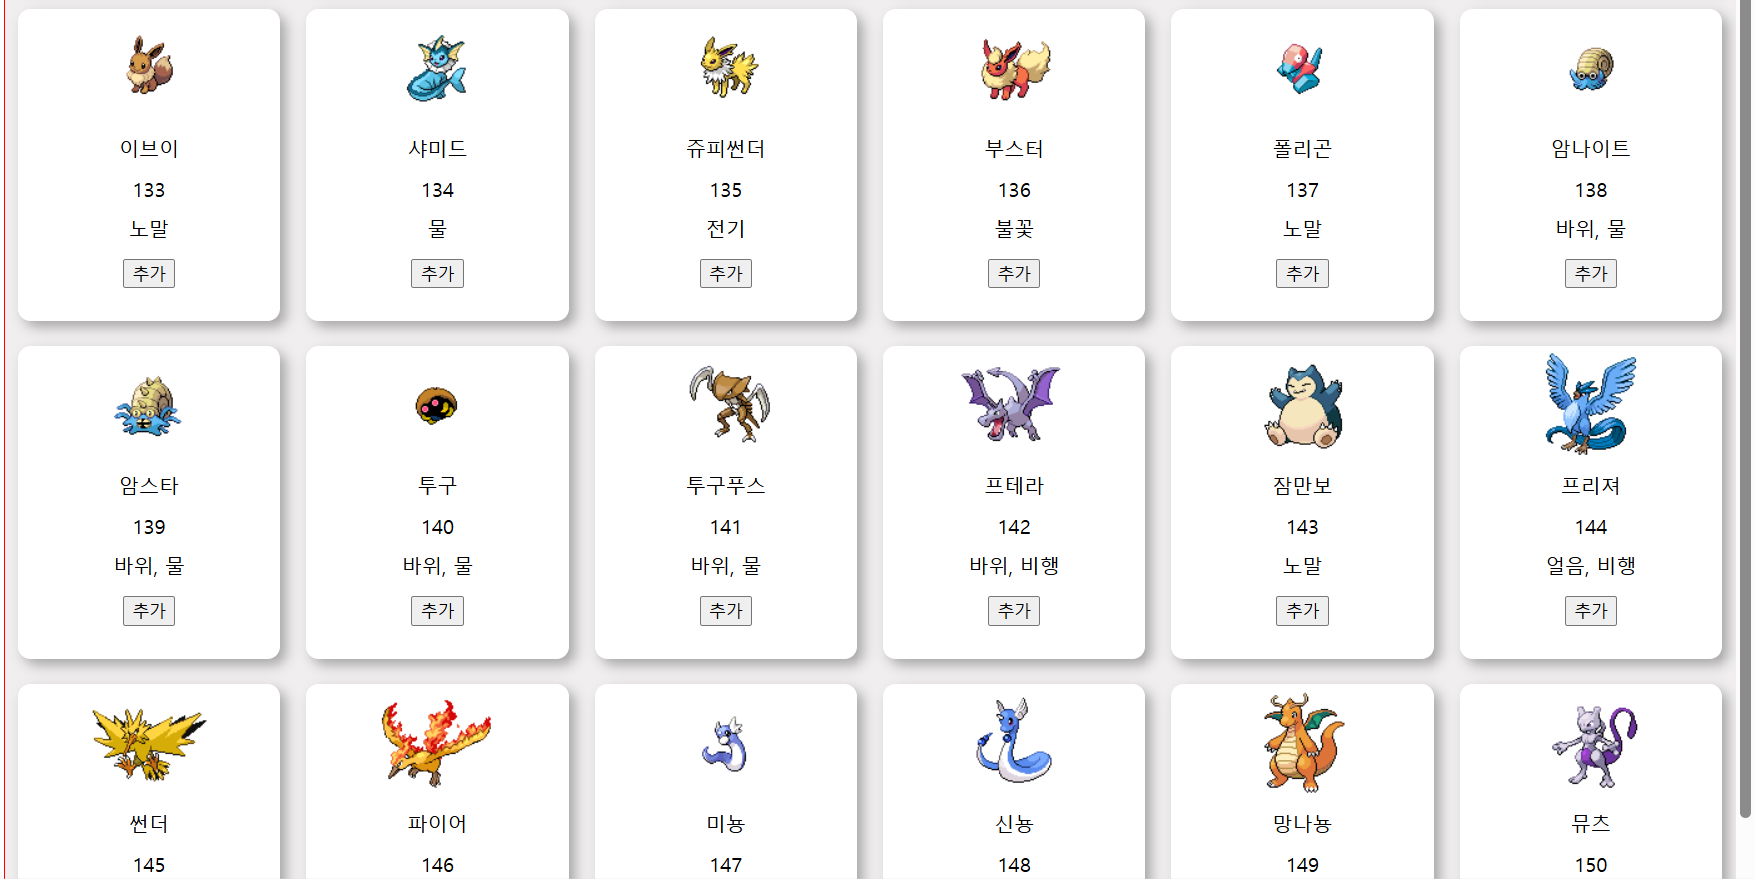 이브이
133
노말
추가
샤미드
134
물
추가
쥬피썬더
135
전기
추가
부스터
136
불꽃
추가
폴리곤
137
노말
추가
암나이트
138
바위, 물
추가
암스타
139
바위, 물
추가
투구
140
바위, 물
추가
투구푸스
141
바위, 물
추가
프테라
142
바위, 비행
추가
잠만보
143
노말
추가
프리져
144
얼음, 비행
추가
썬더
145
파이어
146
미뇽
147
신뇽
148
망나뇽
149
뮤츠
150